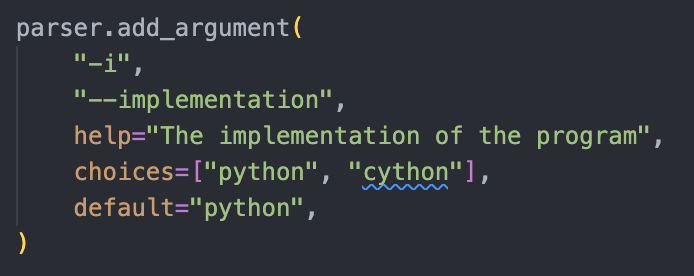 parser.add_argument(
    "-i",
    "--implementation",
    help="The implementation of the program",
    choices=["python", "cython"],
    default="python",
)